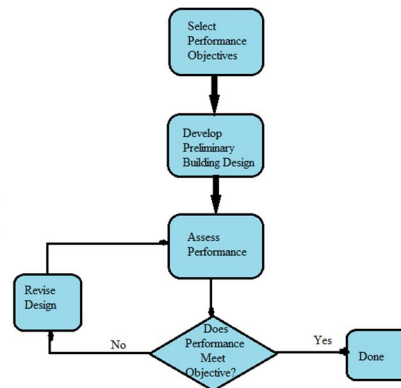 Select
Performance
Objectives
Develop
Preliminary
Building Design
Assess
Performance
Revise
Design
No
Does
Performance
Meet
Objective?
Yes
Done